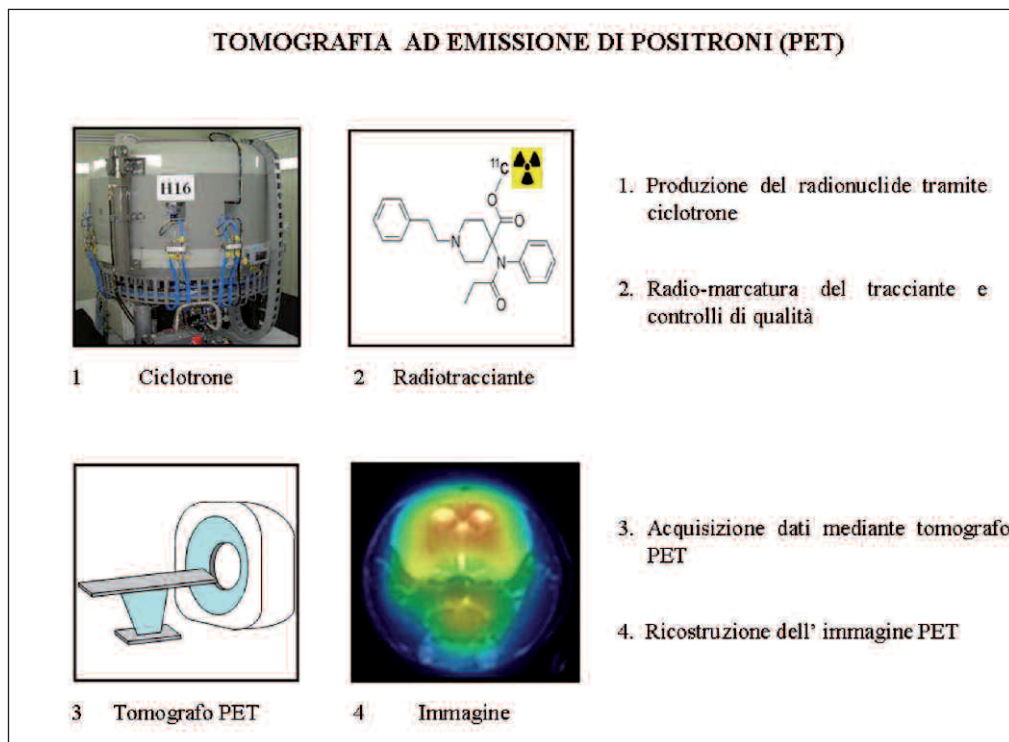 TOMOGRAFIA AD EMISSIONE DI POSITRONI (PET)
H16
11C
O
O
N
N
O
1 Ciclotrone
2 Radiotracciante
1. Produzione del radionuclide tramite
ciclotrone
2. Radio-marcatura del tracciante e
controlli di qualità
3 Tomografo PET
4 Immagine
3. Acquisizione dati mediante tomografo
PET
4. Ricostruzione dell' immagine PET